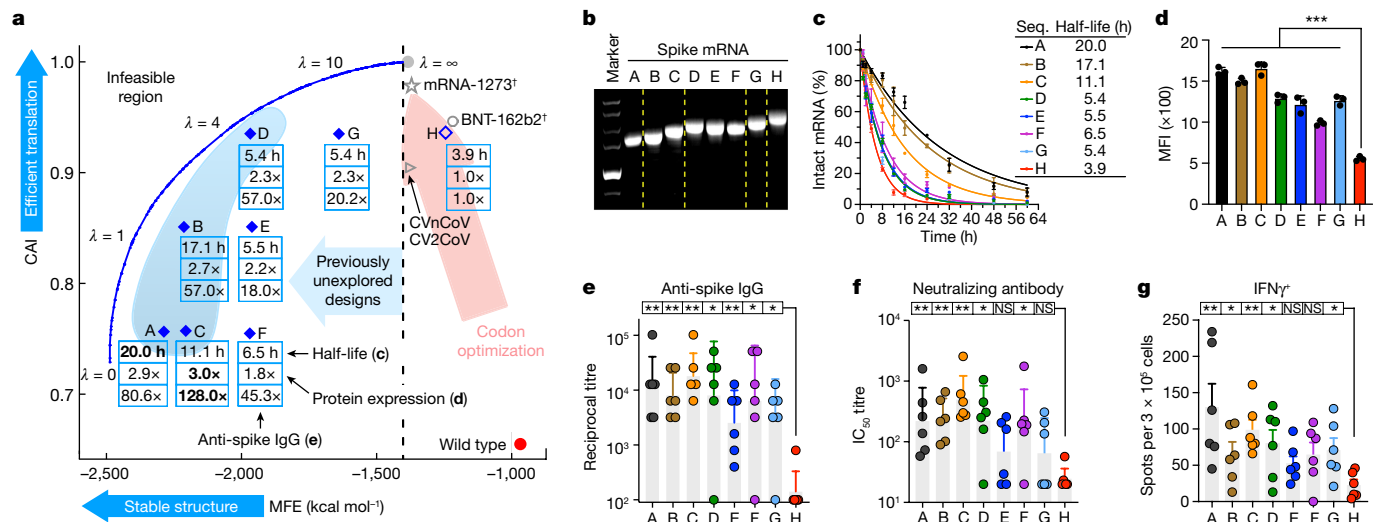 a
Efficient translation
CAI
1.0
0.9
0.8
0.7
Infeasible
region
λ = 10
λ = ∞
mRNA-1273†
BNT-162b2†
λ = 4
D
5.4 h
2.3×
57.0×
G
5.4 h
2.3×
20.2×
H
3.9 h
1.0×
1.0×
CVnCoV
CV2CoV
λ = 1
B
17.1 h
2.7×
57.0×
E
5.5 h
2.2×
18.0×
Previously
unexplored
designs
Codon
optimization
A
20.0 h
2.9×
80.6×
C
11.1 h
3.0×
128.0×
F
6.5 h
1.8×
45.3×
λ = 0
Half-life (c)
Protein expression (d)
Anti-spike IgG (e)
Wild type
−2,500 −2,000 −1,500 −1,000
Stable structure
MFE (kcal mol⁻¹)
b
Marker
Spike mRNA
A B C D E F G H
c
Intact mRNA (%)
100
80
60
40
20
0
0 8 16 24 32 40 48 56 64
Time (h)
Seq. Half-life (h)
A 20.0
B 17.1
C 11.1
D 5.4
E 5.5
F 6.5
G 5.4
H 3.9
d
***
MFI (×100)
20
15
10
5
0
A B C D E F G H
e
Anti-spike IgG
** ** ** * ** * *
Reciprocal titre
10⁵
10⁴
10³
10²
A B C D E F G H
f
Neutralizing antibody
** ** ** * NS * NS
IC₅₀ titre
10⁴
10³
10²
10¹
A B C D E F G H
g
IFNγ⁺
** * ** * NS NS *
Spots per 3 × 10⁵ cells
250
200
150
100
50
0
A B C D E F G H